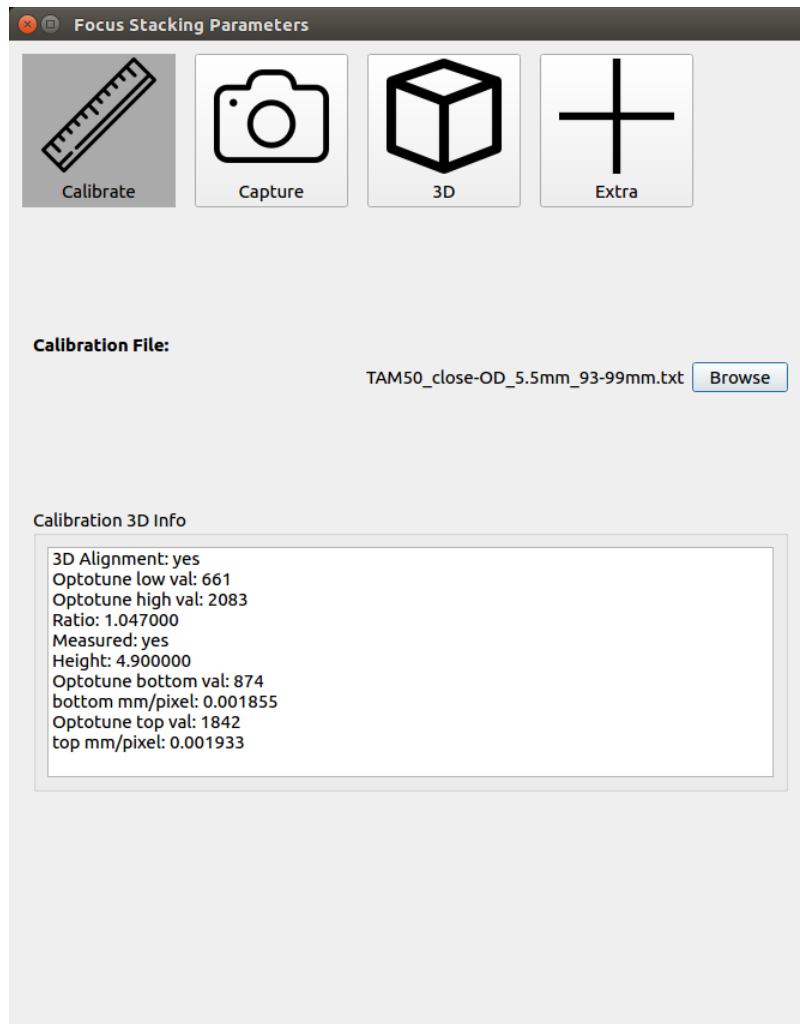 Focus Stacking Parameters
Calibrate
Capture
3D
Extra
Calibration File:
TAM50_close-OD_5.5mm_93-99mm.txt
Browse
Calibration 3D Info
3D Alignment: yes
Optotune low val: 661
Optotune high val: 2083
Ratio: 1.047000
Measured: yes
Height: 4.900000
Optotune bottom val: 874
bottom mm/pixel: 0.001855
Optotune top val: 1842
top mm/pixel: 0.001933